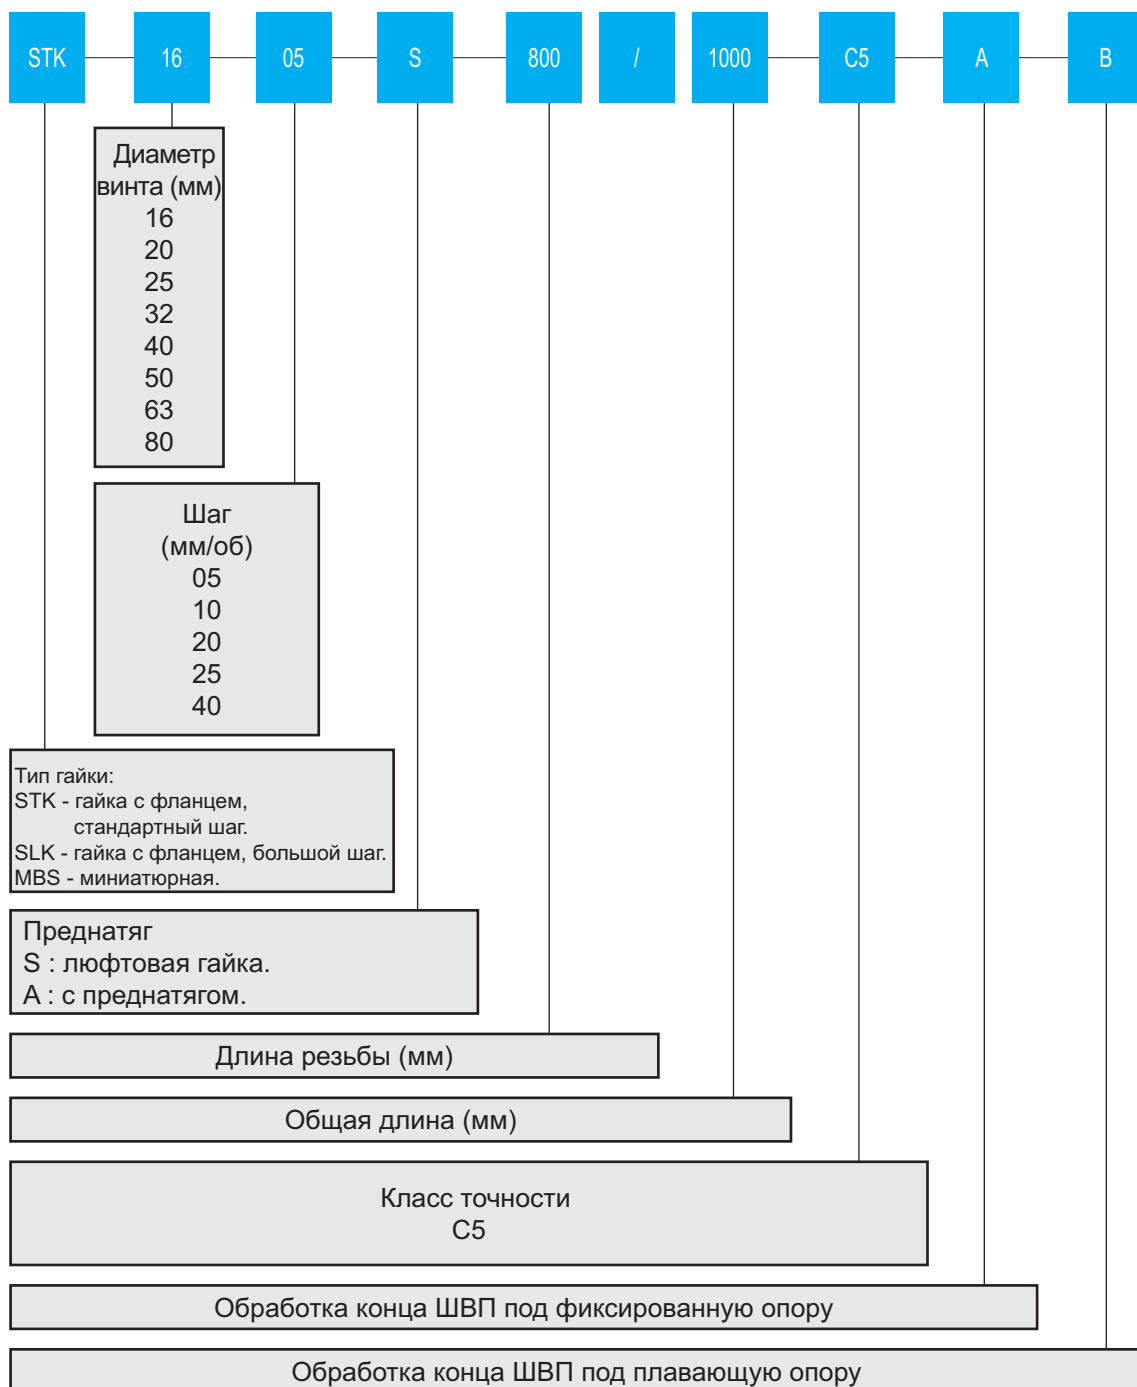 STK 16 05 S 800 / 1000 C5 A B
Диаметр
винта (мм)
16
20
25
32
40
50
63
80
Шаг
(мм/об)
05
10
20
25
40
Тип гайки:
STK - гайка с фланцем,
стандартный шаг.
SLK - гайка с фланцем, большой шаг.
MBS - миниатюрная.
Преднатяг
S : люфтовая гайка.
A : с преднатягом.
Длина резьбы (мм)
Общая длина (мм)
Класс точности
C5
Обработка конца ШВП под фиксированную опору
Обработка конца ШВП под плавающую опору